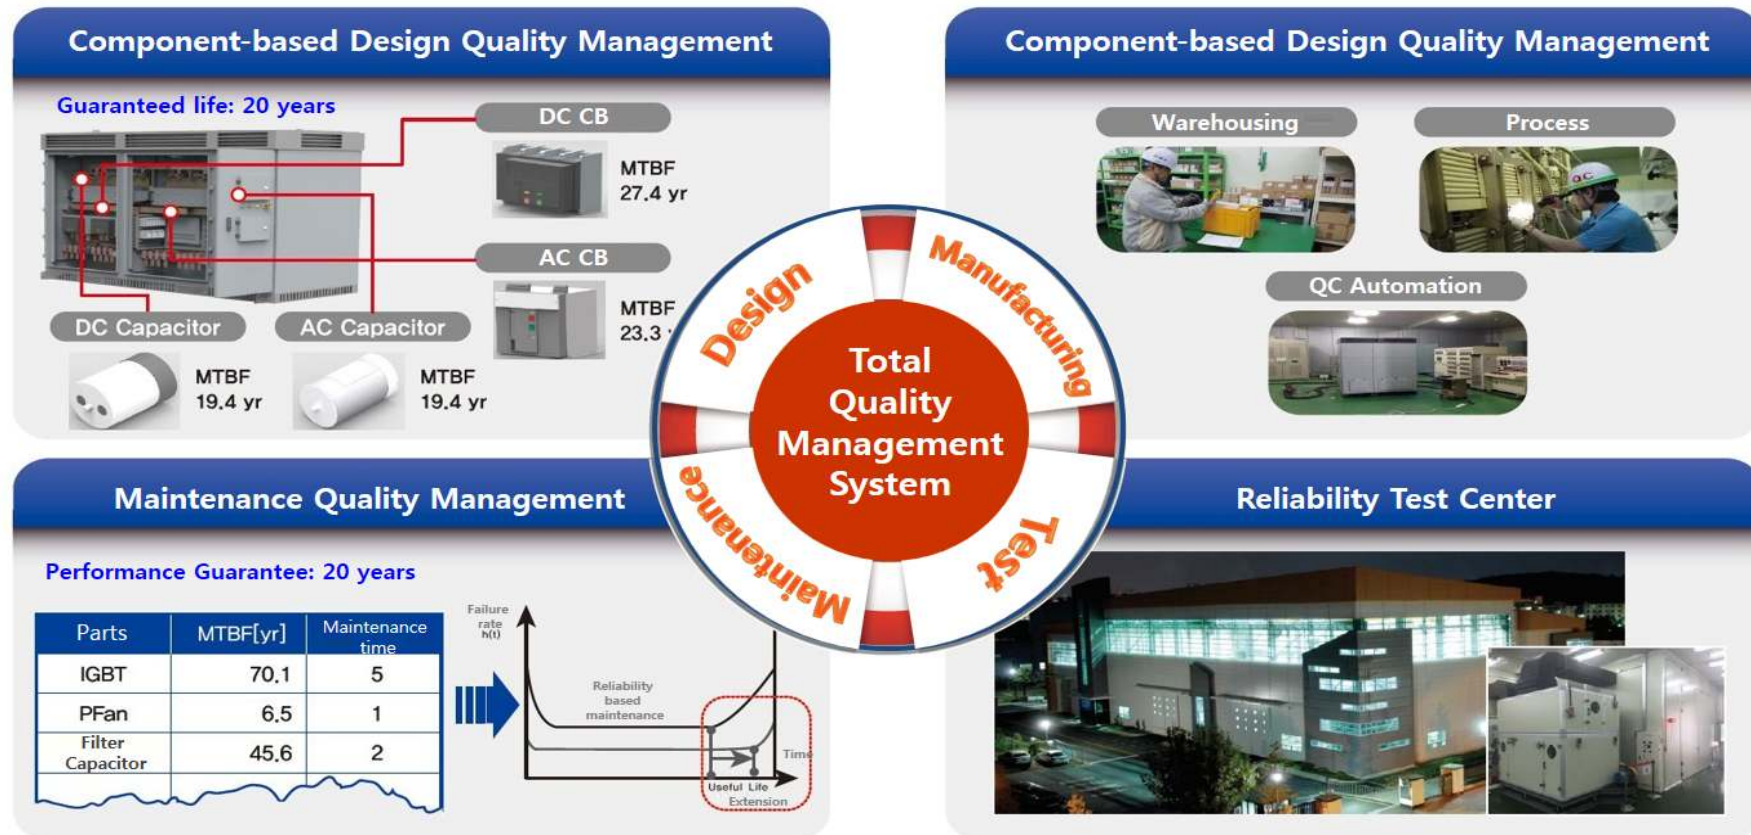 Component-based Design Quality Management
Guaranteed life: 20 years
DC CB
MTBF
27.4 yr
AC CB
MTBF
23.3
DC Capacitor
MTBF
19.4 yr
AC Capacitor
MTBF
19.4 yr
Component-based Design Quality Management
Warehousing
Process
QC
QC Automation
Design
Manufacturing
Test
Maintenance
Total
Quality
Management
System
Maintenance Quality Management
Performance Guarantee: 20 years
Parts MTBF[yr] Maintenance time
IGBT 70.1 5
PFan 6.5 1
Filter Capacitor 45.6 2
Failure
rate
h(t)
Reliability
based
maintenance
Time
Useful Life
Extension
Reliability Test Center